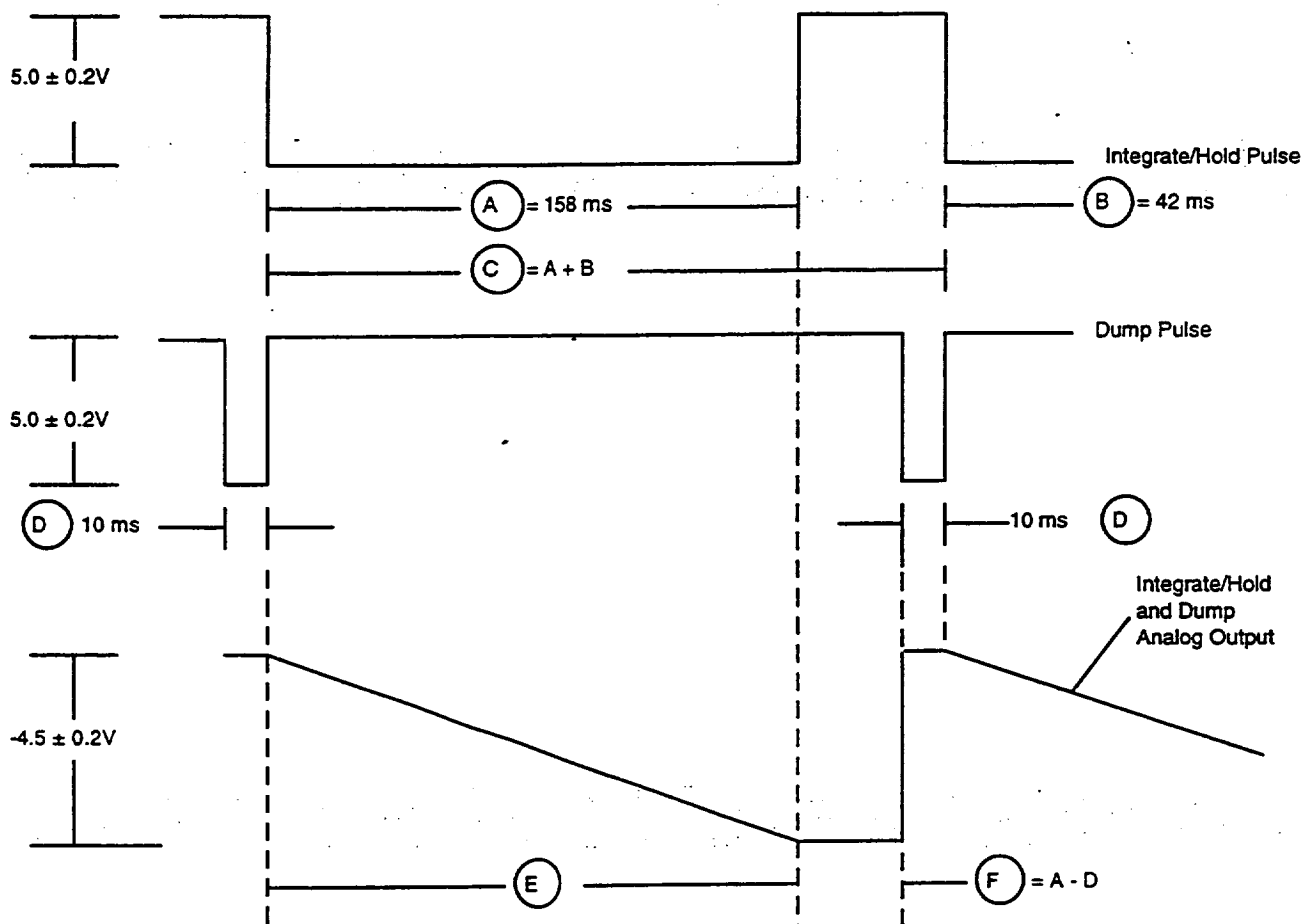 5.0 ± 0.2V
Integrate/Hold Pulse
A = 158 ms
B = 42 ms
C = A + B
Dump Pulse
5.0 ± 0.2V
D 10 ms
10 ms D
Integrate/Hold
and Dump
Analog Output
-4.5 ± 0.2V
E
F = A - D